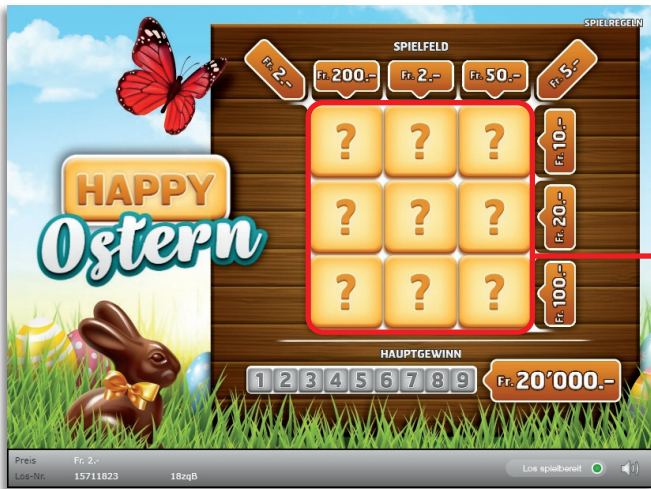 SPIELREGELN
SPIELFELD
Fr. 2.-
Fr. 200.-
Fr. 2.-
Fr. 50.-
Fr. 5.-
? ? ?
Fr. 10.-
? ? ?
Fr. 20.-
? ? ?
Fr. 100.-
HAPPY
Ostern
HAUPTGEWINN
1 2 3 4 5 6 7 8 9
Fr. 20'000.-
Preis Fr. 2.-
Los-Nr. 15711823 18zqB
Los spielbereit